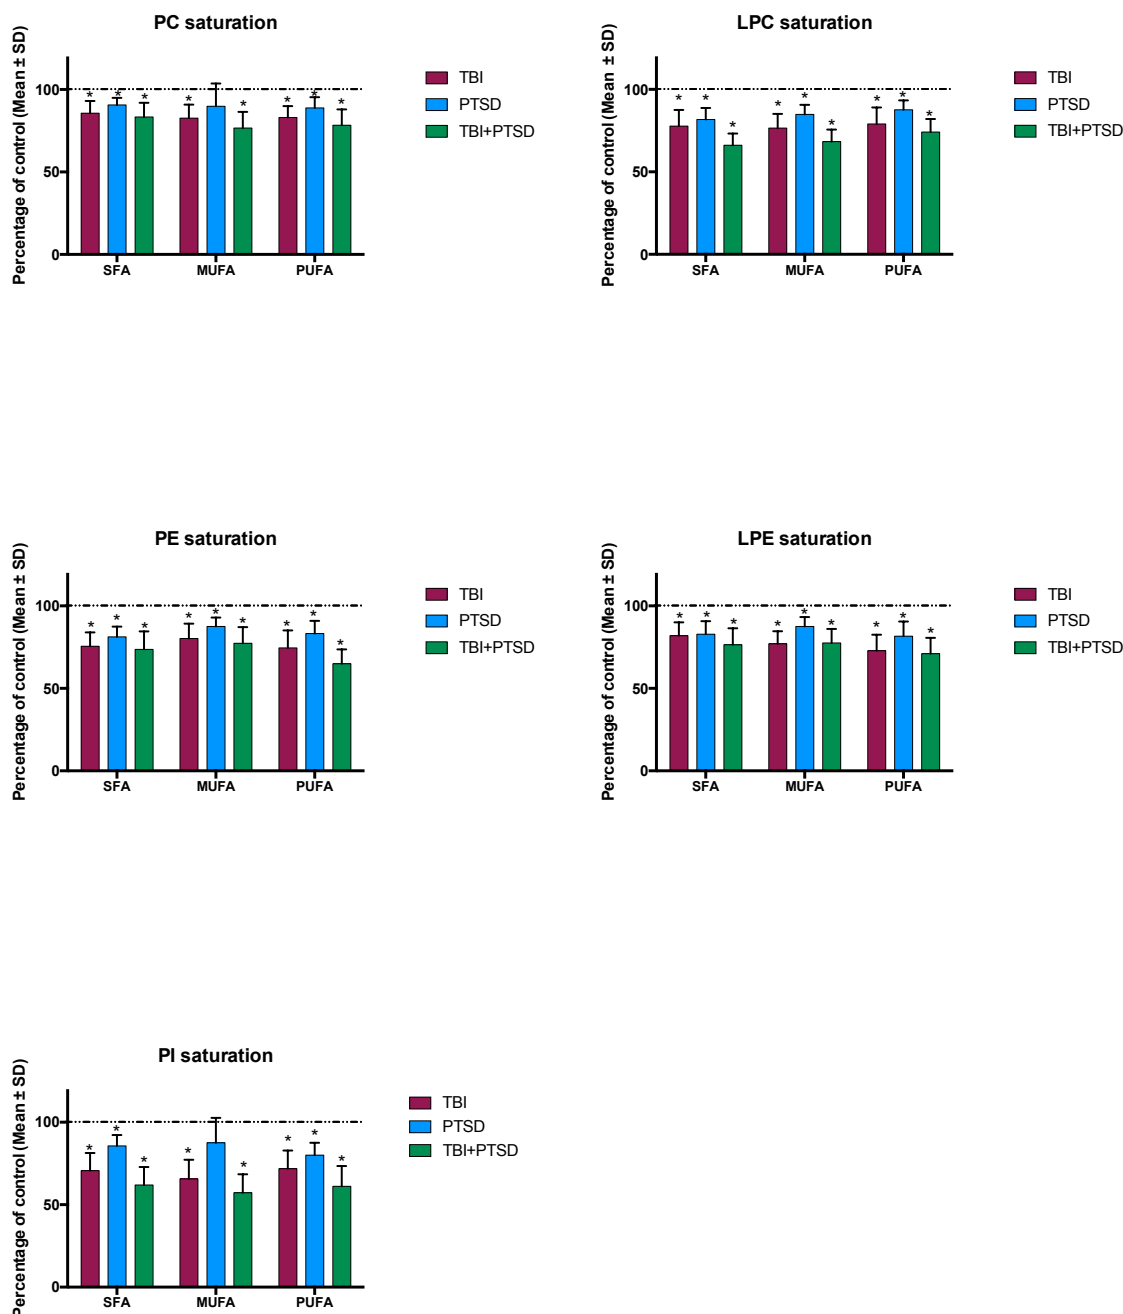 PC saturation
Percentage of control (Mean ± SD)
100
50
0
* * * * * * * *
SFA MUFA PUFA
TBI
PTSD
TBI+PTSD
LPC saturation
Percentage of control (Mean ± SD)
100
50
0
* * * * * * * * *
SFA MUFA PUFA
TBI
PTSD
TBI+PTSD
PE saturation
Percentage of control (Mean ± SD)
100
50
0
* * * * * * * * *
SFA MUFA PUFA
TBI
PTSD
TBI+PTSD
LPE saturation
Percentage of control (Mean ± SD)
100
50
0
* * * * * * * * *
SFA MUFA PUFA
TBI
PTSD
TBI+PTSD
PI saturation
Percentage of control (Mean ± SD)
100
50
0
* * * * * * * *
SFA MUFA PUFA
TBI
PTSD
TBI+PTSD